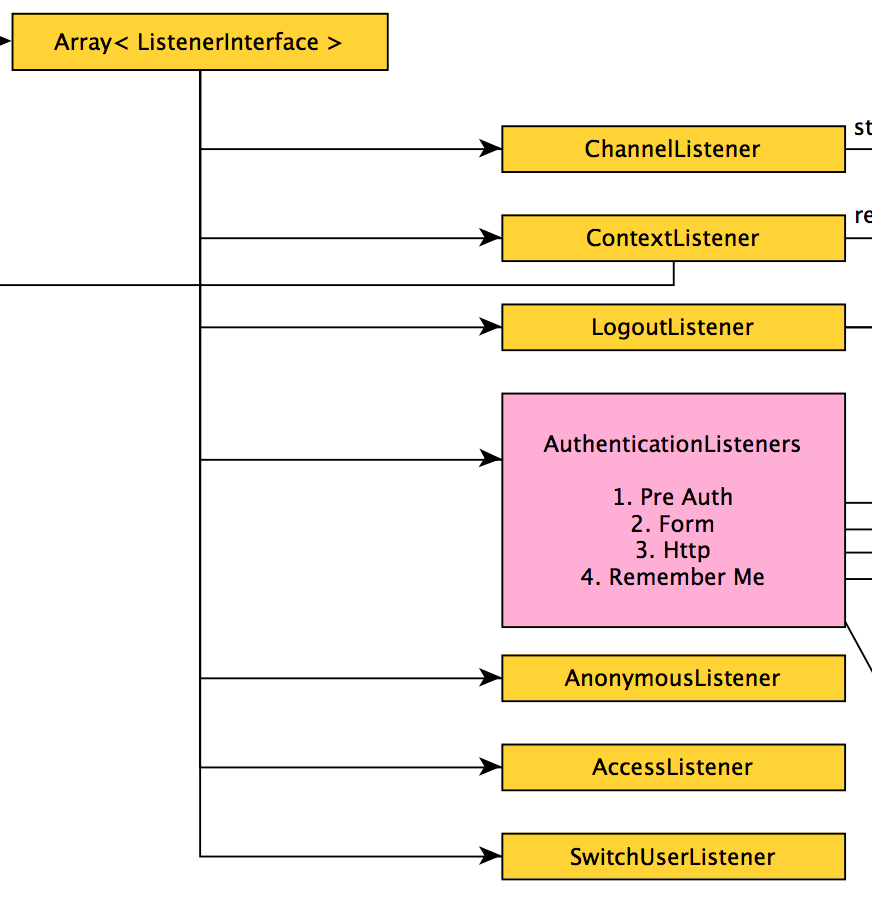 Array< ListenerInterface >
st
ChannelListener
re
ContextListener
LogoutListener
AuthenticationListeners
1. Pre Auth
2. Form
3. Http
4. Remember Me
AnonymousListener
AccessListener
SwitchUserListener